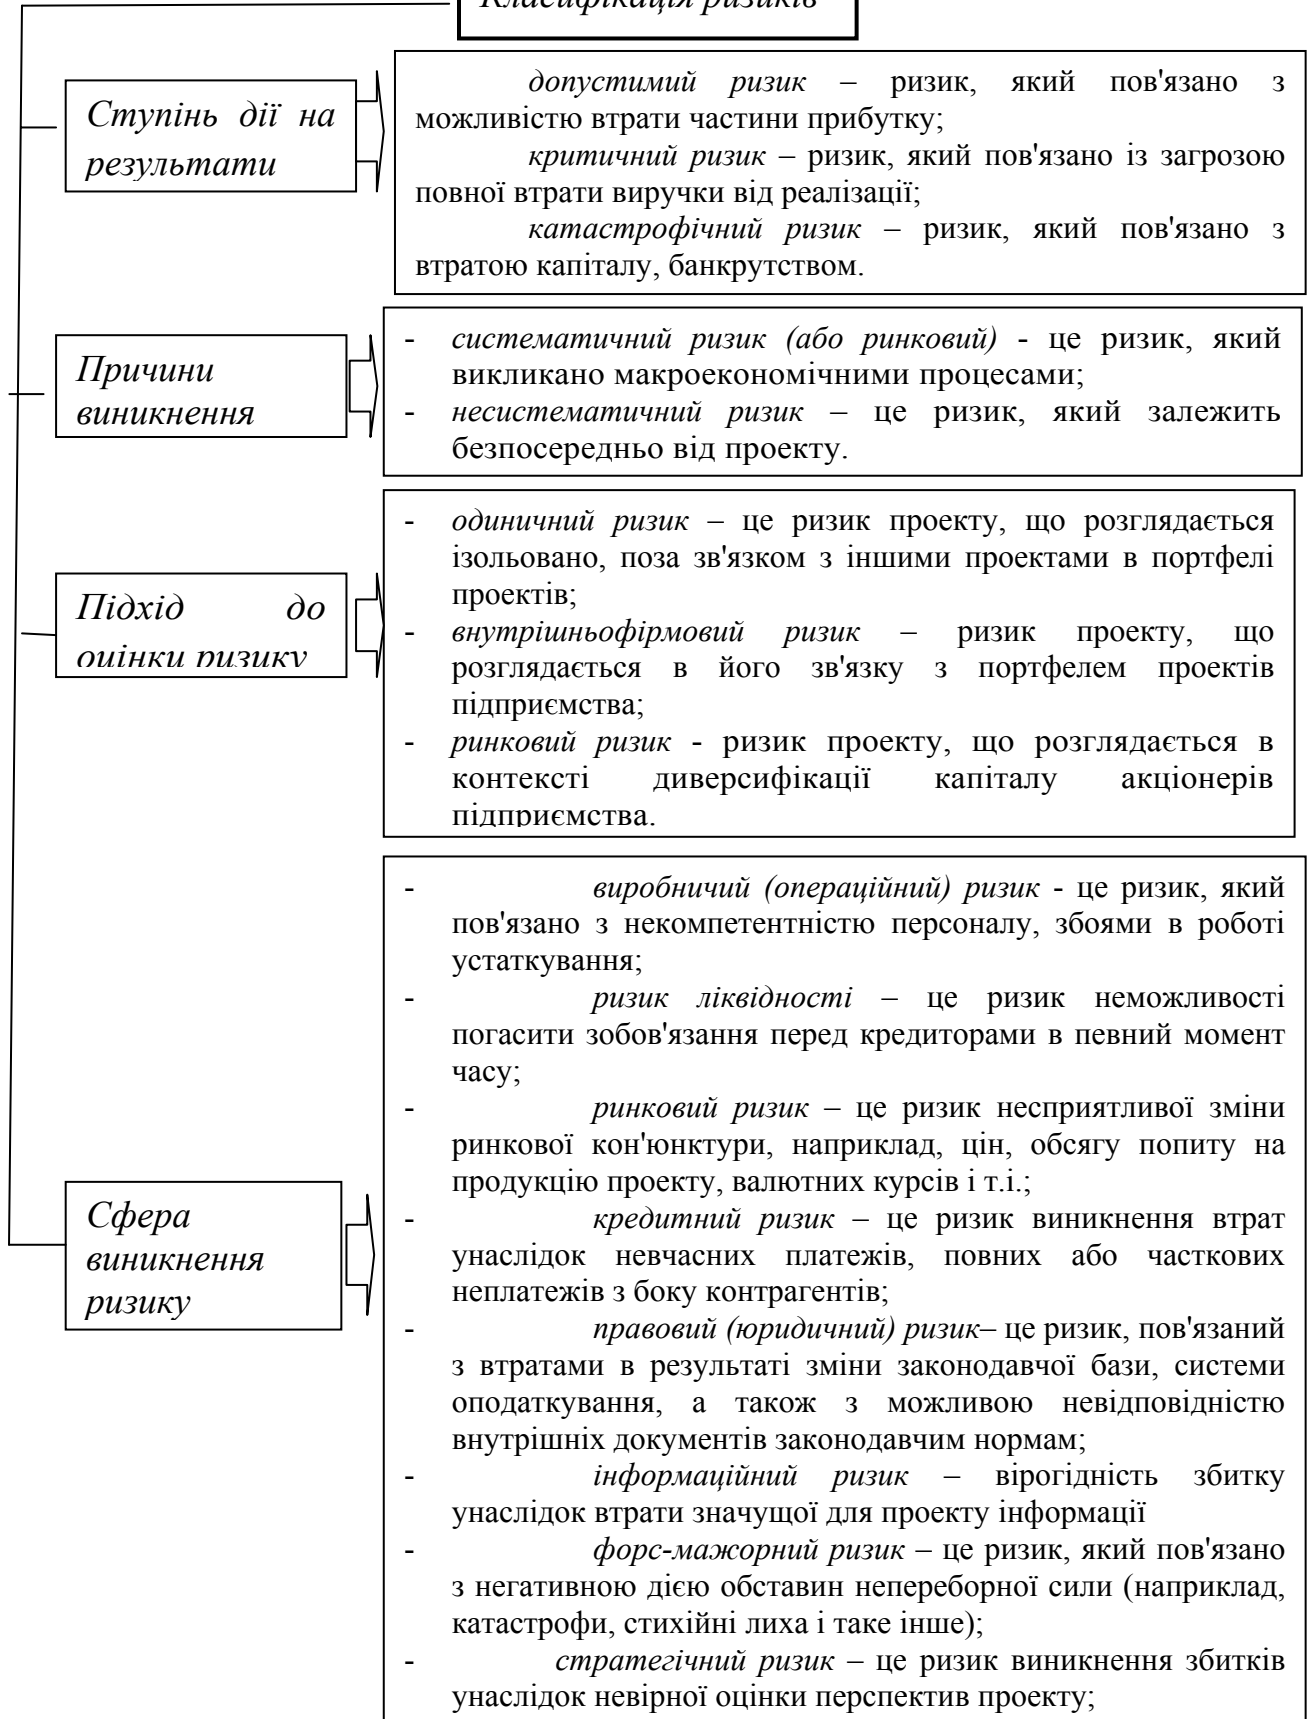 Класифікація ризиків
Ступінь дії на
результати
допустимий ризик – ризик, який пов'язано з
можливістю втрати частини прибутку;
критичний ризик – ризик, який пов'язано із загрозою
повної втрати виручки від реалізації;
катастрофічний ризик – ризик, який пов'язано з
втратою капіталу, банкрутством.
Причини
виникнення
- систематичний ризик (або ринковий) - це ризик, який
викликано макроекономічними процесами;
- несистематичний ризик – це ризик, який залежить
безпосередньо від проекту.
Підхід до
оцінки ризику
- одиничний ризик – це ризик проекту, що розглядається
ізольовано, поза зв'язком з іншими проектами в портфелі
проектів;
- внутрішньофірмовий ризик – ризик проекту, що
розглядається в його зв'язку з портфелем проектів
підприємства;
- ринковий ризик - ризик проекту, що розглядається в
контексті диверсифікації капіталу акціонерів
підприємства.
Сфера
виникнення
ризику
- виробничий (операційний) ризик - це ризик, який
пов'язано з некомпетентністю персоналу, збоями в роботі
устаткування;
- ризик ліквідності – це ризик неможливості
погасити зобов'язання перед кредиторами в певний момент
часу;
- ринковий ризик – це ризик несприятливої зміни
ринкової кон'юнктури, наприклад, цін, обсягу попиту на
продукцію проекту, валютних курсів і т.і.;
- кредитний ризик – це ризик виникнення втрат
унаслідок невчасних платежів, повних або часткових
неплатежів з боку контрагентів;
- правовий (юридичний) ризик– це ризик, пов'язаний
з втратами в результаті зміни законодавчої бази, системи
оподаткування, а також з можливою невідповідністю
внутрішніх документів законодавчим нормам;
- інформаційний ризик – вірогідність збитку
унаслідок втрати значущої для проекту інформації
- форс-мажорний ризик – це ризик, який пов'язано
з негативною дією обставин непереборної сили (наприклад,
катастрофи, стихійні лиха і таке інше);
- стратегічний ризик – це ризик виникнення збитків
унаслідок невірної оцінки перспектив проекту;